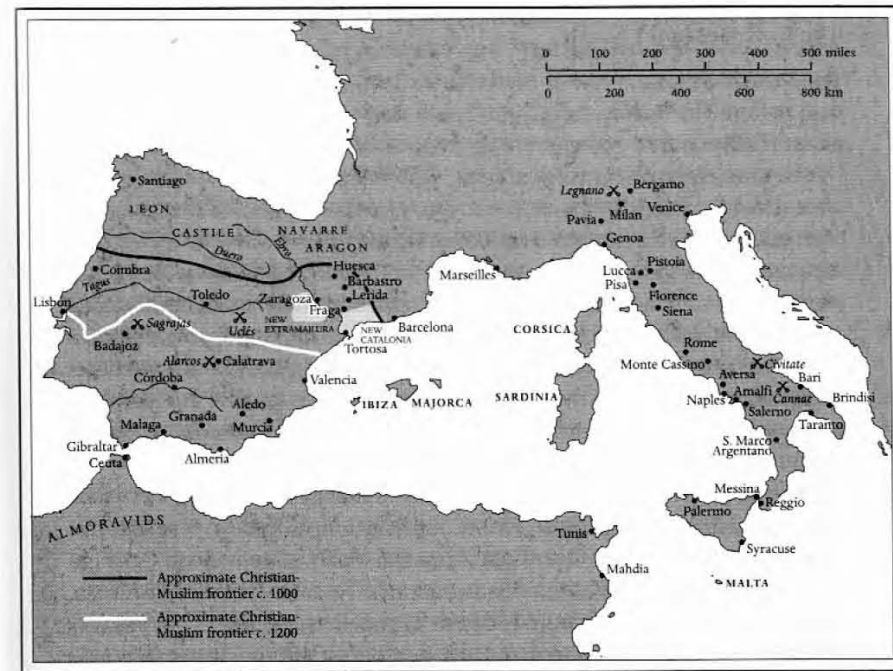 0 100 200 300 400 500 miles
0 200 400 600 800 km
Santiago
LEON
CASTILE
NAVARRE
ARAGON
Duero
Ebro
Coimbra
Tagus
Lisbon
Toledo
Zaragoza
Huesca
Barbastro
Lerida
Fraga
NEW
EXTREMARURA
NEW
CATALONIA
Barcelona
Tortosa
Sagrajas
Badajoz
Uclés
Alarcos
Calatrava
Córdoba
Valencia
Aledo
Granada
Malaga
Murcia
Gibraltar
Ceuta
Almeria
IBIZA
MAJORCA
SARDINIA
CORSICA
Marseilles
Legnano
Bergamo
Milan
Venice
Pavia
Genoa
Lucca
Pistoia
Pisa
Florence
Siena
Rome
Monte Cassino
Civitate
Aversa
Bari
Amalfi
Cannae
Brindisi
Naples
Salerno
Taranto
S. Marco
Argentano
Messina
Reggio
Palermo
Syracuse
ALMORAVIDS
Tunis
Mahdia
MALTA
Approximate Christian-
Muslim frontier c. 1000
Approximate Christian-
Muslim frontier c. 1200